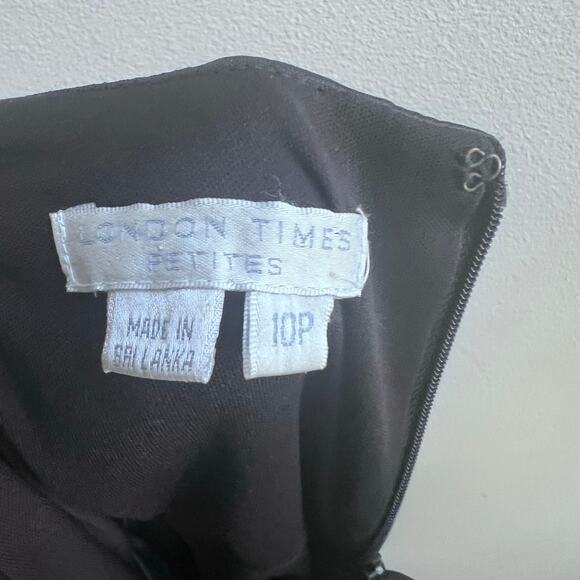 LONDON TIMES
PETITES
MADE IN
SRI LANKA
10P